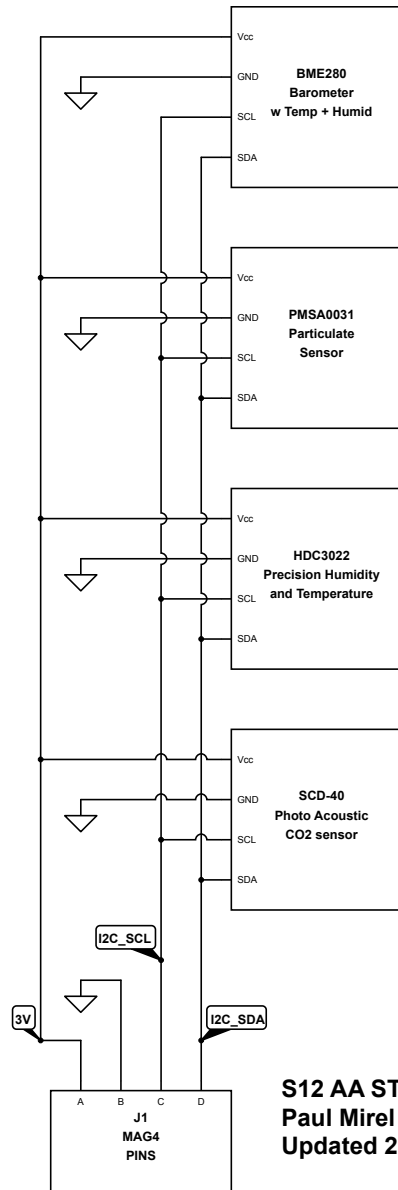 Vcc
GND
SCL
SDA
BME280
Barometer
w Temp + Humid
Vcc
GND
SCL
SDA
PMSA0031
Particulate
Sensor
Vcc
GND
SCL
SDA
HDC3022
Precision Humidity
and Temperature
Vcc
GND
SCL
SDA
SCD-40
Photo Acoustic
CO2 sensor
I2C_SCL
3V
I2C_SDA
A B C D
J1
MAG4
PINS
S12 AA ST
Paul Mirel
Updated 2